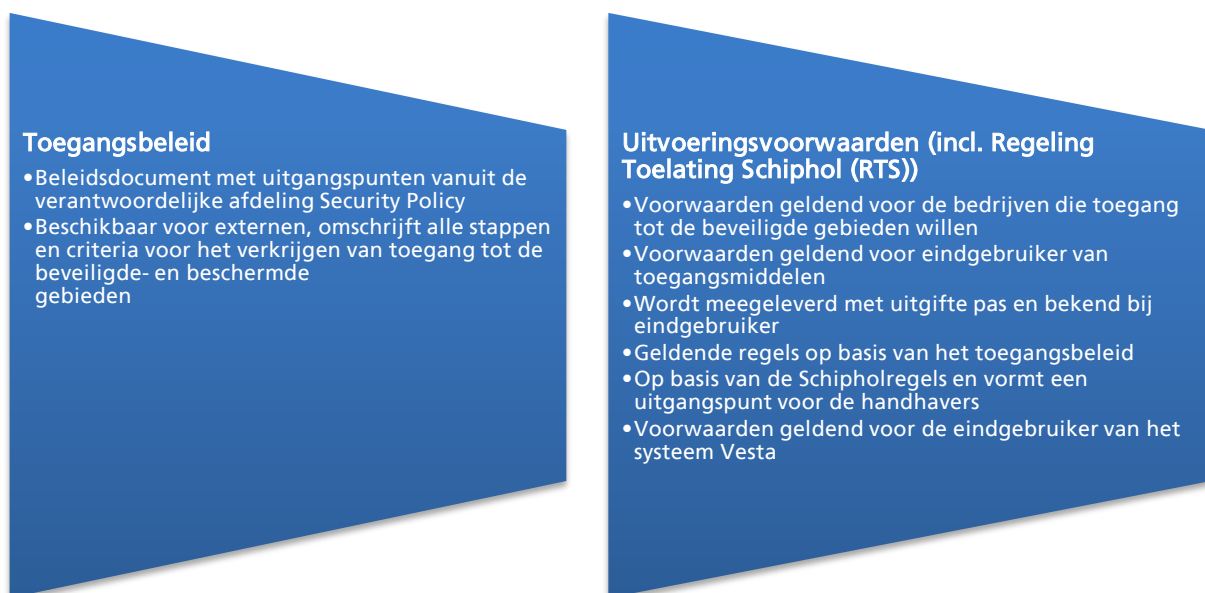 Toegangsbeleid
•Beleidsdocument met uitgangspunten vanuit de
verantwoordelijke afdeling Security Policy
•Beschikbaar voor externen, omschrijft alle stappen
en criteria voor het verkrijgen van toegang tot de
beveiligde- en beschermde
gebieden
Uitvoeringsvoorwaarden (incl. Regeling
Toelating Schiphol (RTS))
•Voorwaarden geldend voor de bedrijven die toegang
tot de beveiligde gebieden willen
•Voorwaarden geldend voor eindgebruiker van
toegangsmiddelen
•Wordt meegeleverd met uitgifte pas en bekend bij
eindgebruiker
•Geldende regels op basis van het toegangsbeleid
•Op basis van de Schipholregels en vormt een
uitgangspunt voor de handhavers
•Voorwaarden geldend voor de eindgebruiker van het
systeem Vesta